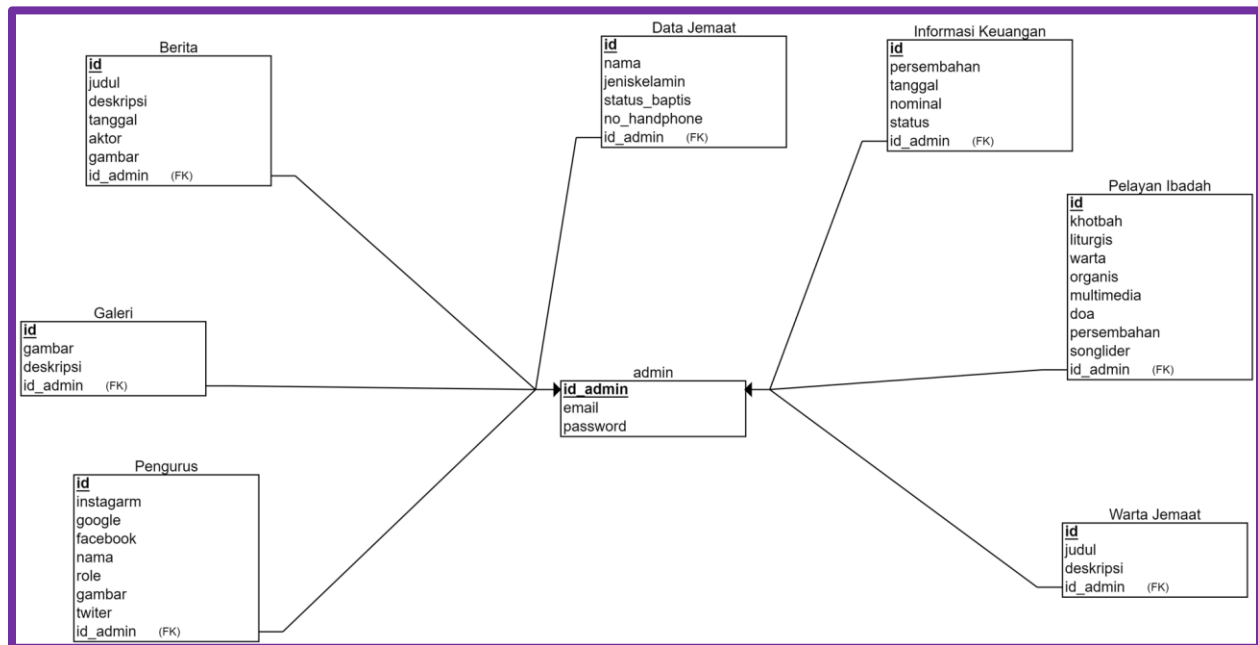 Berita
id
judul
deskripsi
tanggal
aktor
gambar
id_admin (FK)
Data Jemaat
id
nama
jeniskelamin
status_baptis
no_handphone
id_admin (FK)
Informasi Keuangan
id
persembahan
tanggal
nominal
status
id_admin (FK)
Pelayan Ibadah
id
khotbah
liturgis
warta
organis
multimedia
doa
persembahan
songlider
id_admin (FK)
Galeri
id
gambar
deskripsi
id_admin (FK)
admin
id_admin
email
password
Pengurus
id
instagarm
google
facebook
nama
role
gambar
twiter
id_admin (FK)
Warta Jemaat
id
judul
deskripsi
id_admin (FK)